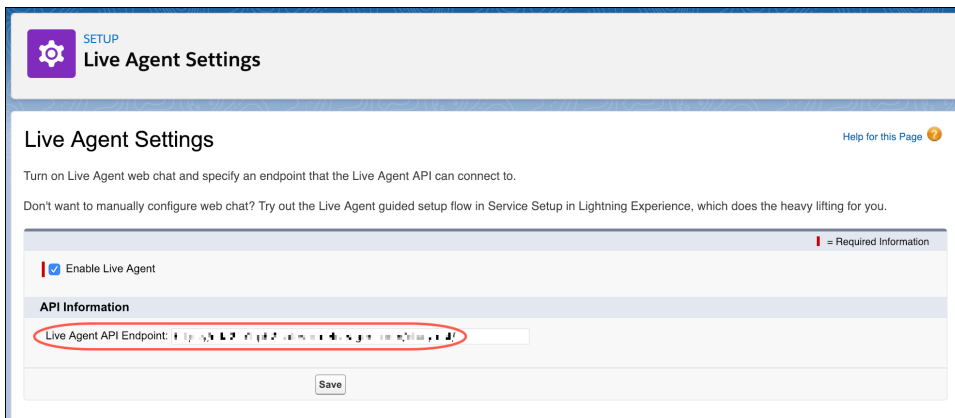 SETUP
Live Agent Settings
Live Agent Settings
Help for this Page ?
Turn on Live Agent web chat and specify an endpoint that the Live Agent API can connect to.
Don't want to manually configure web chat? Try out the Live Agent guided setup flow in Service Setup in Lightning Experience, which does the heavy lifting for you.
= Required Information
Enable Live Agent
API Information
Live Agent API Endpoint:
Save